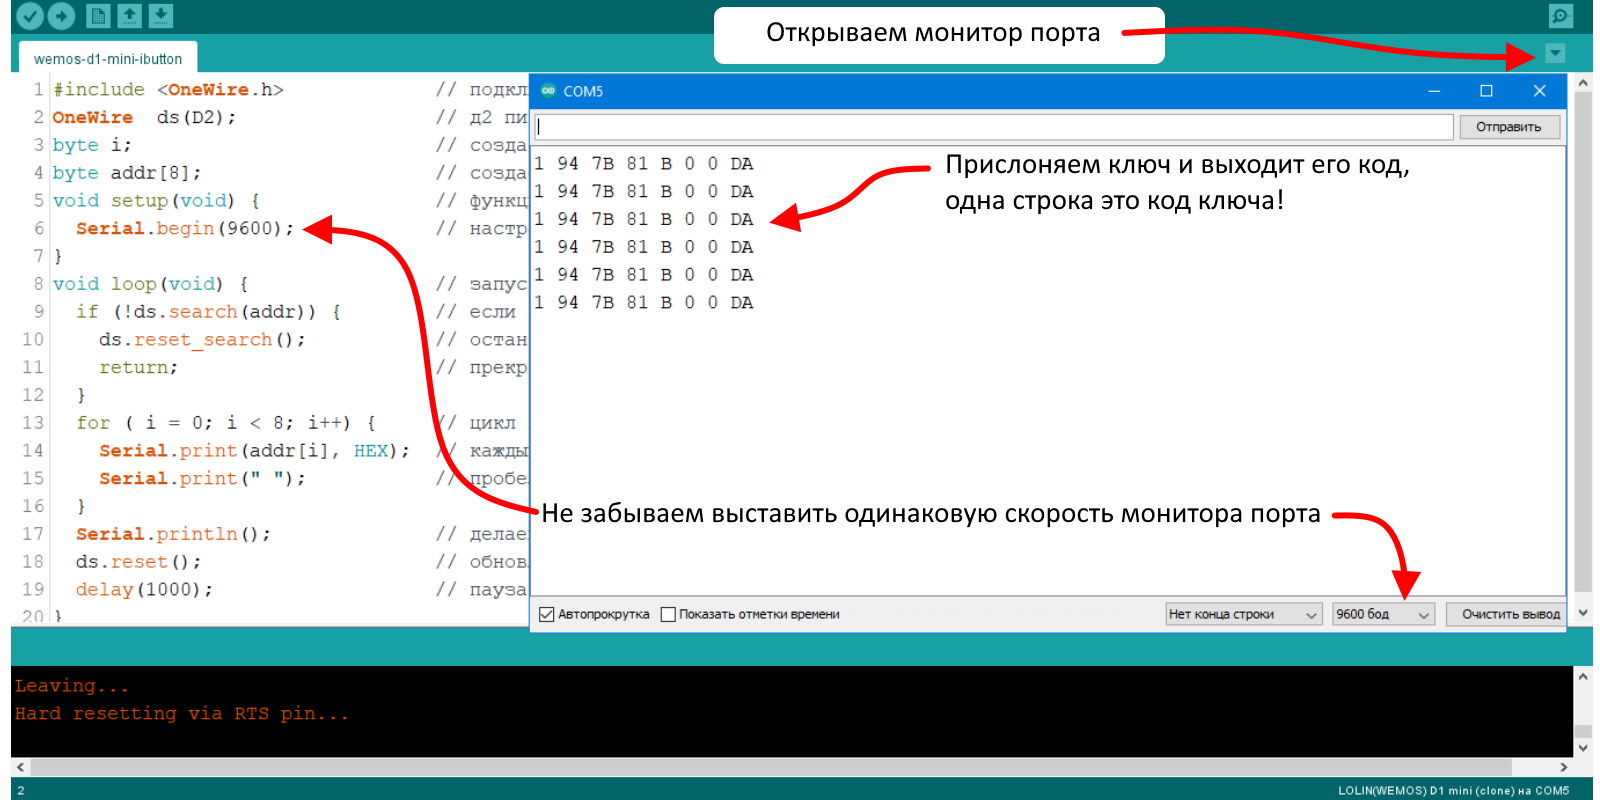 Открываем монитор порта
wemos-d1-mini-ibutton
1 #include <OneWire.h> // подкл
2 OneWire ds(D2); // д2 пи
3 byte i; // созда
4 byte addr[8]; // созда
5 void setup(void) { // функц
6 Serial.begin(9600); // настр
7 }
8 void loop(void) { // запус
9 if (!ds.search(addr)) { // если
10 ds.reset_search(); // остан
11 return; // прекр
12 }
13 for ( i = 0; i < 8; i++) { // цикл
14 Serial.print(addr[i], HEX); // кажды
15 Serial.print(" "); // пробе
16 }
17 Serial.println(); // делае
18 ds.reset(); // обнов
19 delay(1000); // пауза
20 }
COM5
Отправить
1 94 7B 81 B 0 0 DA
1 94 7B 81 B 0 0 DA
1 94 7B 81 B 0 0 DA
1 94 7B 81 B 0 0 DA
1 94 7B 81 B 0 0 DA
1 94 7B 81 B 0 0 DA
Прислоняем ключ и выходит его код,
одна строка это код ключа!
Не забываем выставить одинаковую скорость монитора порта
Автопрокрутка Показать отметки времени Нет конца строки 9600 бод Очистить вывод
Leaving...
Hard resetting via RTS pin...
2 LOLIN(WEMOS) D1 mini (clone) на COM5